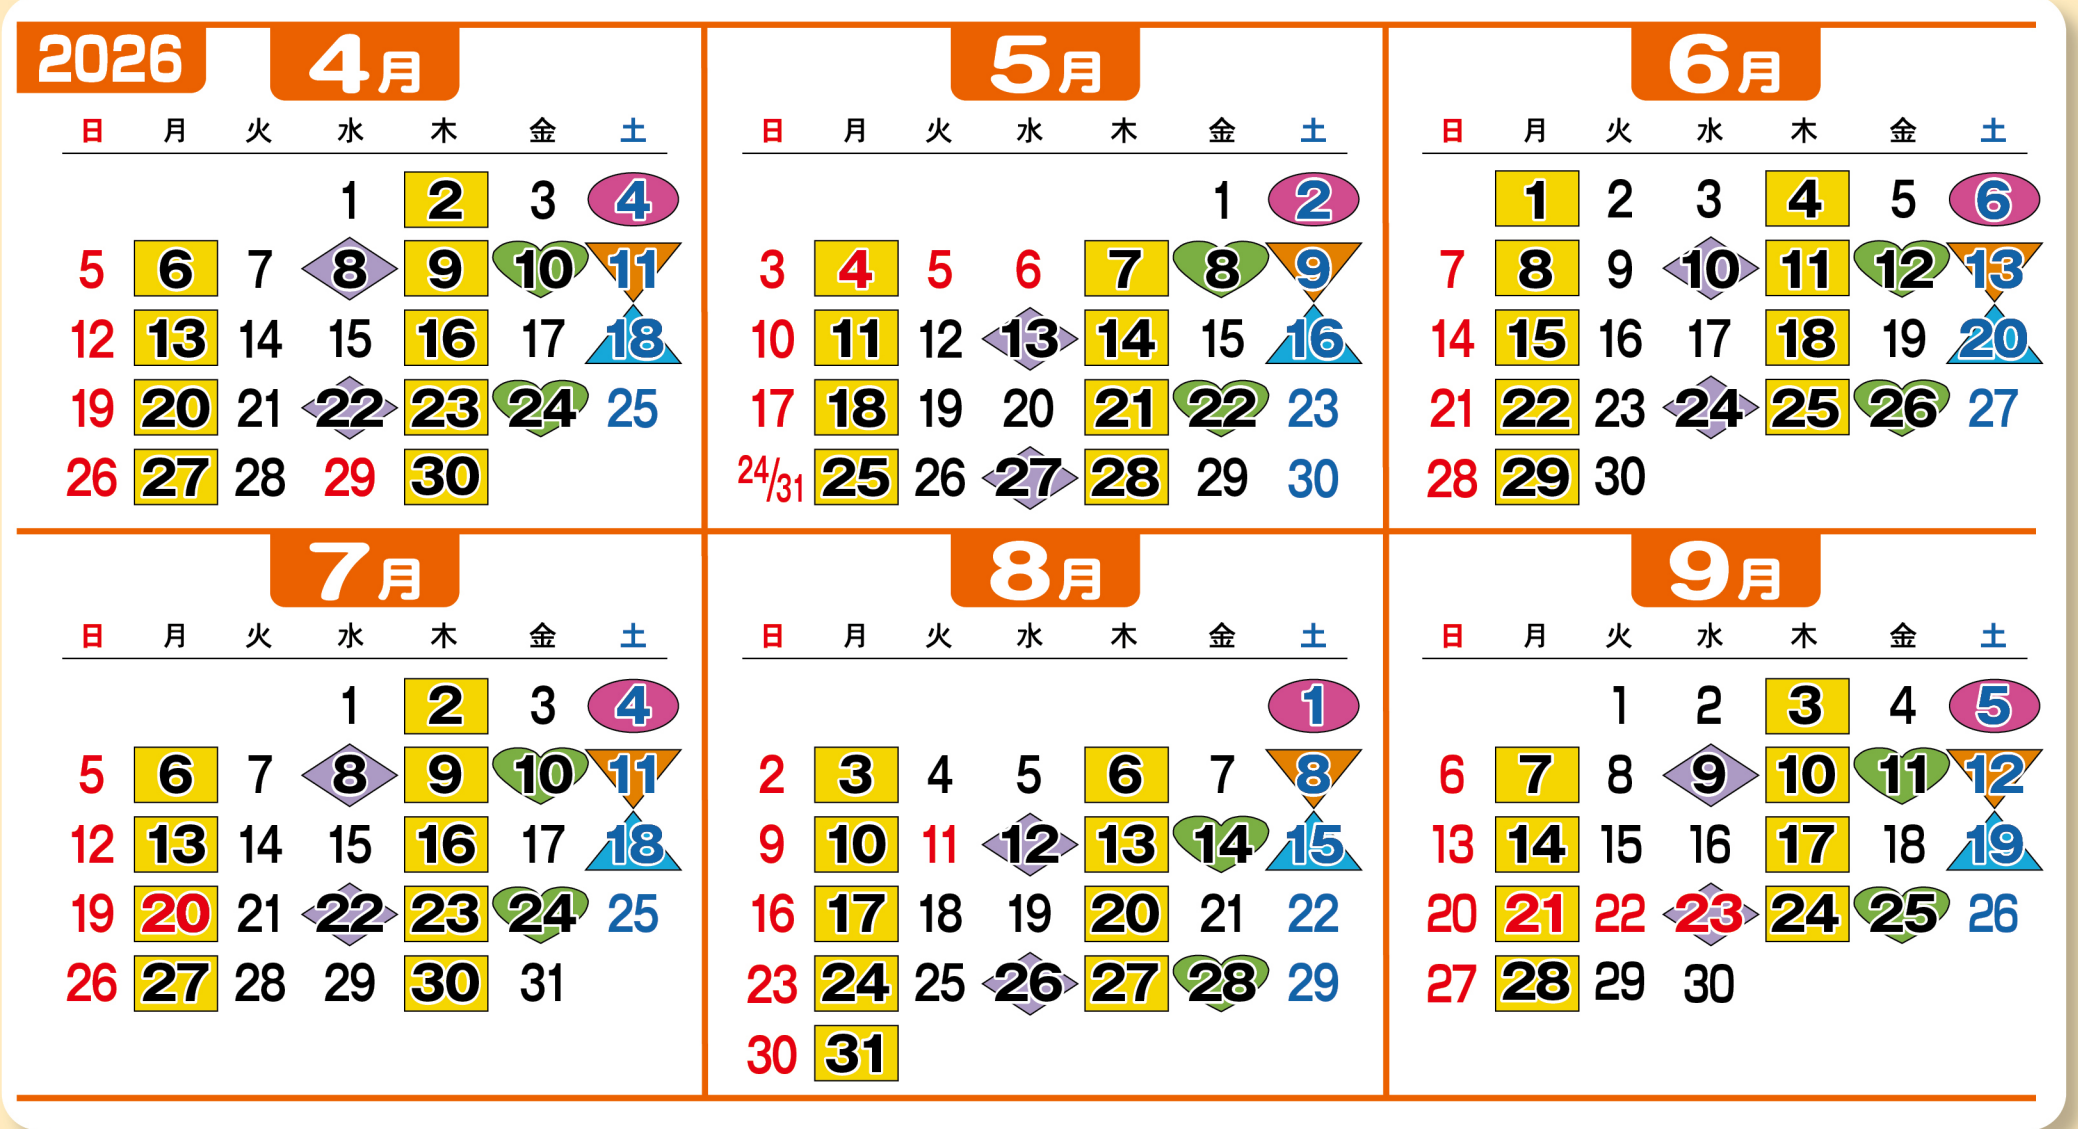 2026
4月
日 月 火 水 木 金 土
1 2 3 4
5 6 7 8 9 10 11
12 13 14 15 16 17 18
19 20 21 22 23 24 25
26 27 28 29 30
5月
日 月 火 水 木 金 土
1 2
3 4 5 6 7 8 9
10 11 12 13 14 15 16
17 18 19 20 21 22 23
24/31 25 26 27 28 29 30
6月
日 月 火 水 木 金 土
1 2 3 4 5 6
7 8 9 10 11 12 13
14 15 16 17 18 19 20
21 22 23 24 25 26 27
28 29 30
7月
日 月 火 水 木 金 土
1 2 3 4
5 6 7 8 9 10 11
12 13 14 15 16 17 18
19 20 21 22 23 24 25
26 27 28 29 30 31
8月
日 月 火 水 木 金 土
1
2 3 4 5 6 7 8
9 10 11 12 13 14 15
16 17 18 19 20 21 22
23 24 25 26 27 28 29
30 31
9月
日 月 火 水 木 金 土
1 2 3 4 5
6 7 8 9 10 11 12
13 14 15 16 17 18 19
20 21 22 23 24 25 26
27 28 29 30